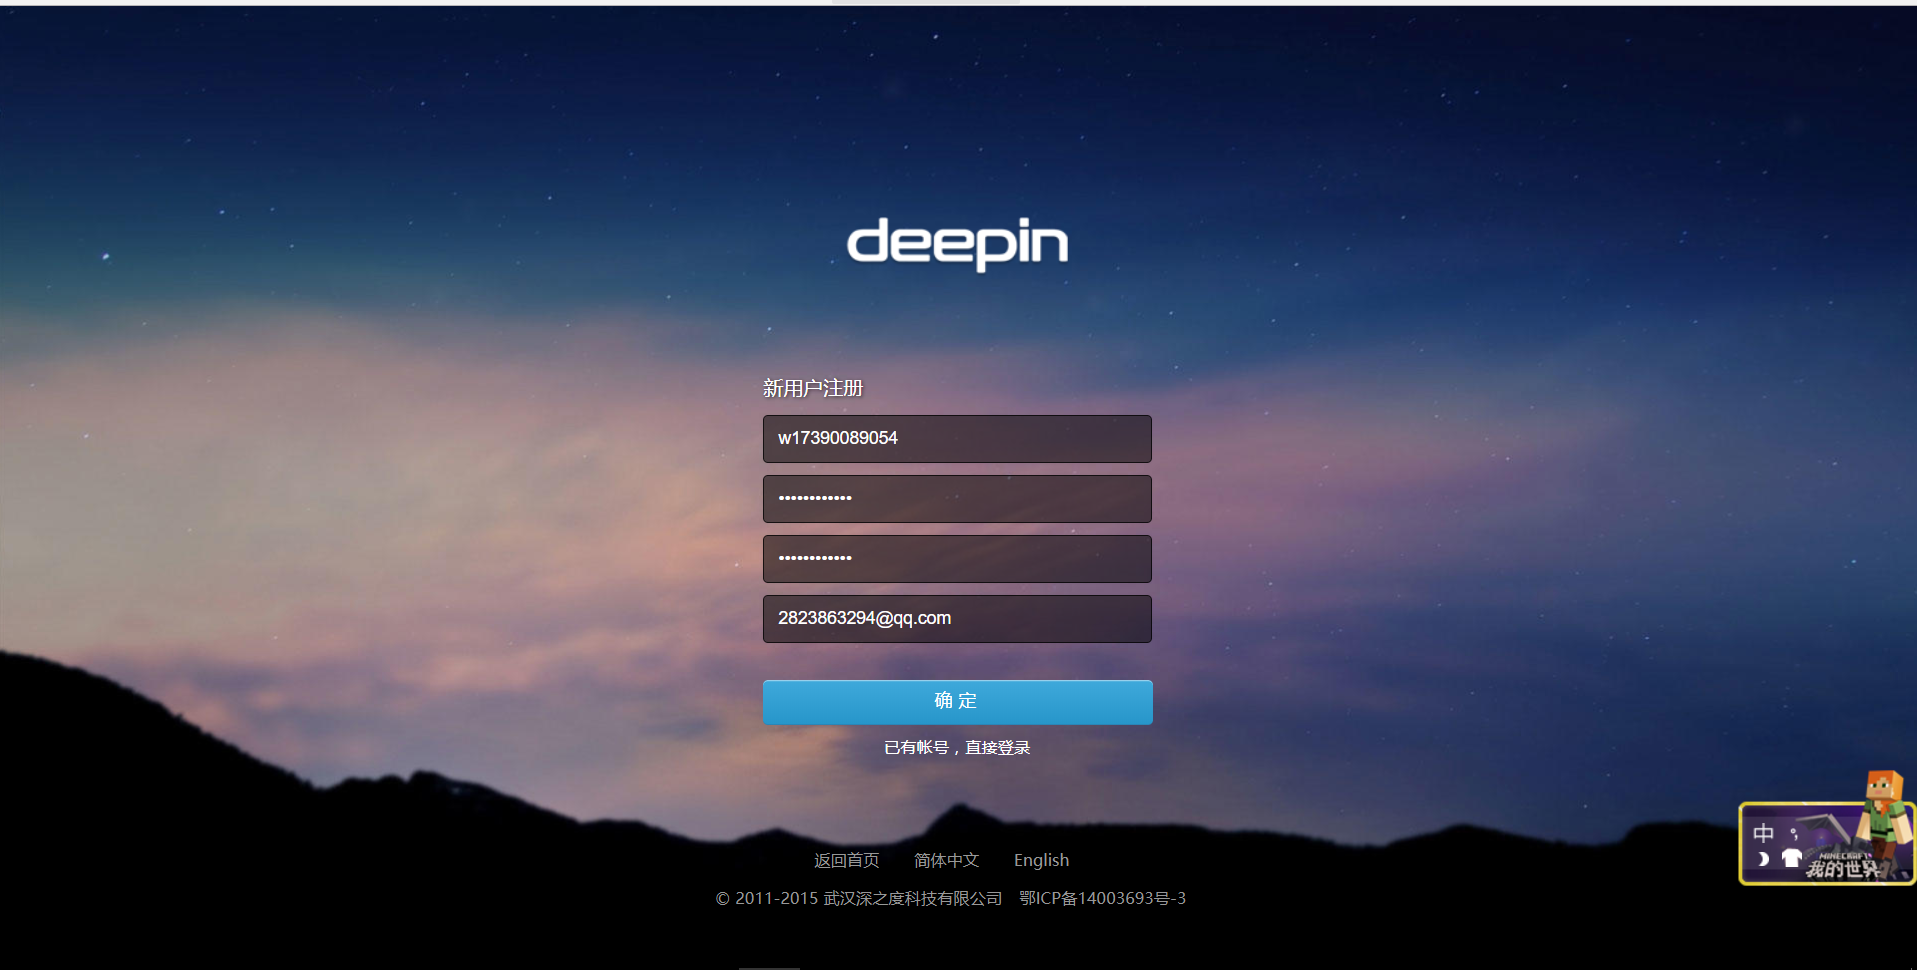 deepin
新用户注册
w17390089054
••••••••••••
••••••••••••
2823863294@qq.com
确 定
已有帐号，直接登录
中 °,
MINECRAFT
我的世界
返回首页 简体中文 English
© 2011-2015 武汉深之度科技有限公司 鄂ICP备14003693号-3